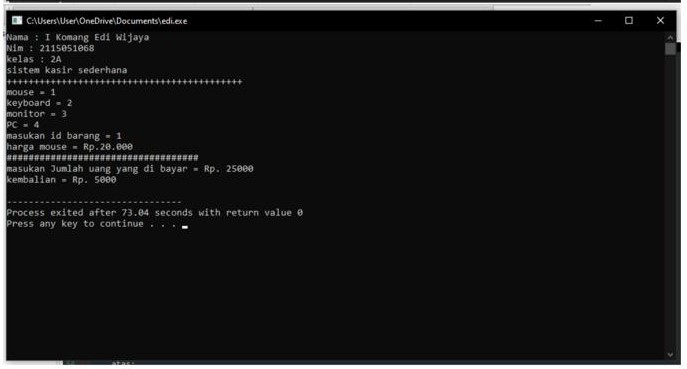 C:\Users\User\OneDrive\Documents\edi.exe
Nama : I Komang Edi Wijaya
Nim : 2115051068
kelas : 2A
sistem kasir sederhana
+++++++++++++++++++++++++++++++++++++++++++
mouse = 1
keyboard = 2
monitor = 3
PC = 4
masukan id barang = 1
harga mouse = Rp.20.000
###################################
masukan Jumlah uang yang di bayar = Rp. 25000
kembalian = Rp. 5000
--------------------------------
Process exited after 73.04 seconds with return value 0
Press any key to continue . . .
atas: